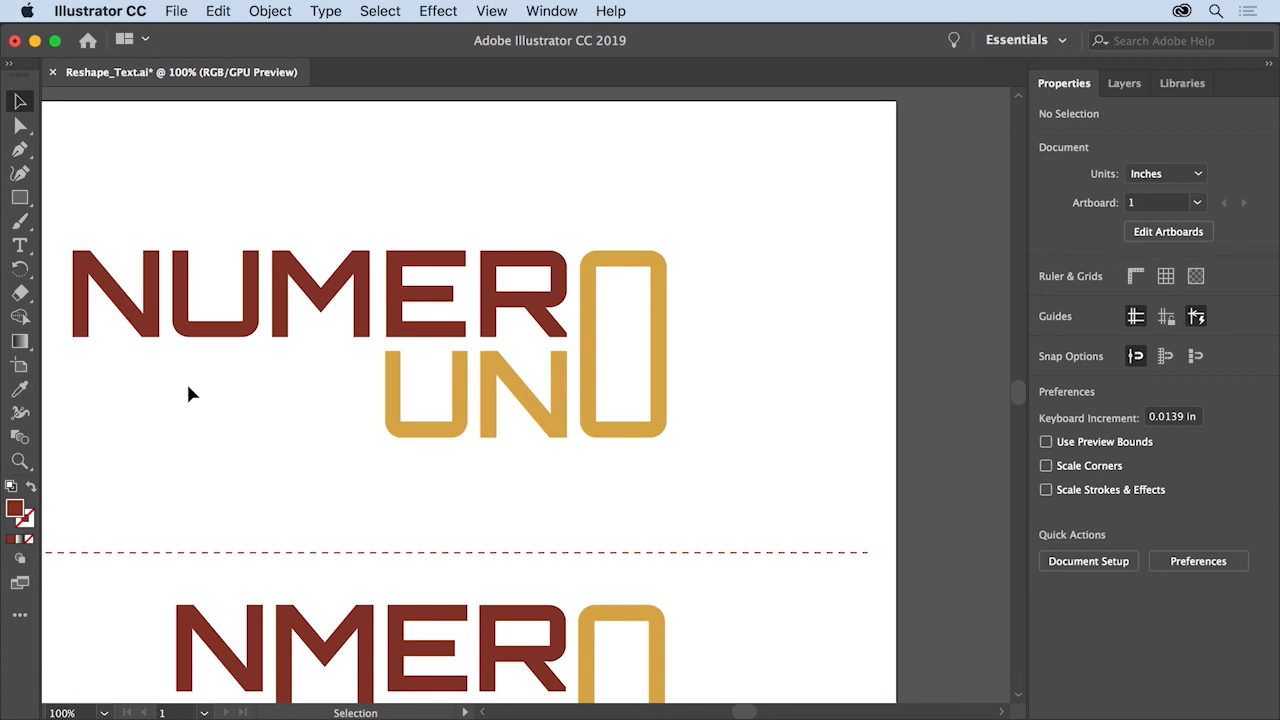 Illustrator CC File Edit Object Type Select Effect View Window Help
Adobe Illustrator CC 2019
Essentials
Search Adobe Help
Reshape_Text.ai* @ 100% (RGB/GPU Preview)
Properties Layers Libraries
No Selection
Document
Units: Inches
Artboard: 1
Edit Artboards
Ruler & Grids
Guides
Snap Options
Preferences
Keyboard Increment: 0.0139 in
Use Preview Bounds
Scale Corners
Scale Strokes & Effects
Quick Actions
Document Setup Preferences
NUMERO
UN
NMER
100% 1 Selection